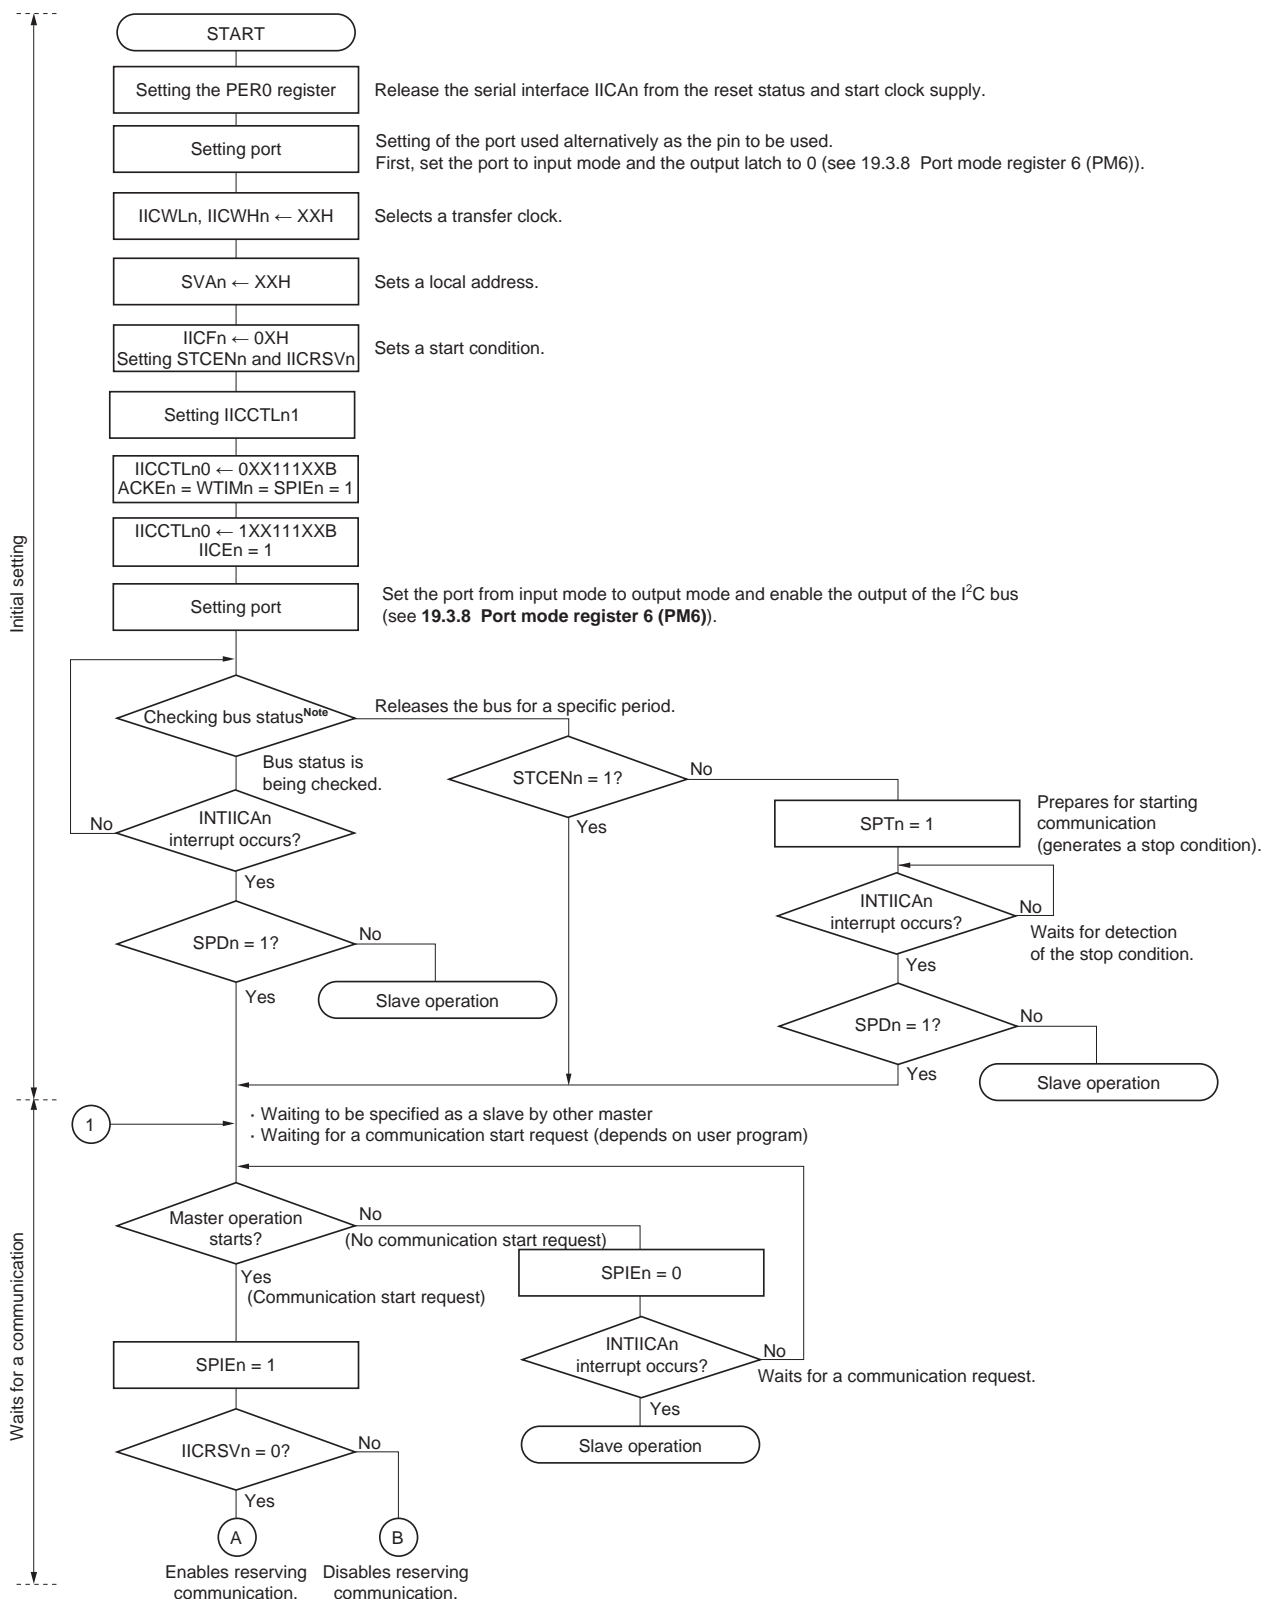 START
Setting the PER0 register
Release the serial interface IICAn from the reset status and start clock supply.
Setting port
Setting of the port used alternatively as the pin to be used.
First, set the port to input mode and the output latch to 0 (see 19.3.8 Port mode register 6 (PM6)).
IICWLn, IICWHn ← XXH
Selects a transfer clock.
SVAn ← XXH
Sets a local address.
IICFn ← 0XH
Setting STCENn and IICRSVn
Sets a start condition.
Setting IICCTLn1
IICCTLn0 ← 0XX111XXB
ACKEn = WTIMn = SPIEn = 1
IICCTLn0 ← 1XX111XXB
IICEn = 1
Initial setting
Setting port
Set the port from input mode to output mode and enable the output of the I²C bus
(see 19.3.8 Port mode register 6 (PM6)).
Checking bus statusNote
Releases the bus for a specific period.
Bus status is
being checked.
STCENn = 1?
No
Yes
SPTn = 1
Prepares for starting
communication
(generates a stop condition).
INTIICAn
interrupt occurs?
No
Yes
INTIICAn
interrupt occurs?
No
Waits for detection
of the stop condition.
Yes
SPDn = 1?
No
Yes
Slave operation
SPDn = 1?
No
Yes
Slave operation
1
· Waiting to be specified as a slave by other master
· Waiting for a communication start request (depends on user program)
Waits for a communication
Master operation
starts?
No
(No communication start request)
Yes
(Communication start request)
SPIEn = 0
INTIICAn
interrupt occurs?
No
Waits for a communication request.
Yes
Slave operation
SPIEn = 1
IICRSVn = 0?
No
Yes
A
B
Enables reserving
communication.
Disables reserving
communication.